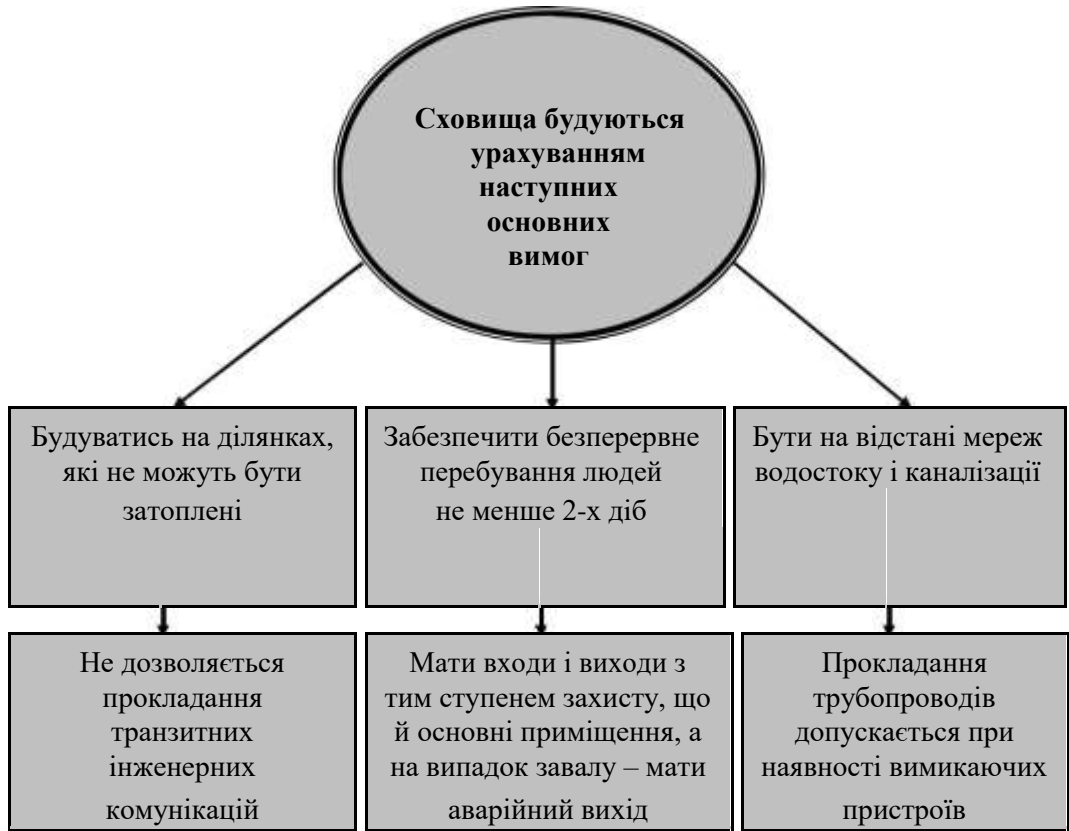 Сховища будуються
урахуванням
наступних
основних
вимог
Будуватись на ділянках,
які не можуть бути
затоплені
Забезпечити безперервне
перебування людей
не менше 2-х діб
Бути на відстані мереж
водостоку і каналізації
Не дозволяється
прокладання
транзитних
інженерних
комунікацій
Мати входи і виходи з
тим ступенем захисту, що
й основні приміщення, а
на випадок завалу – мати
аварійний вихід
Прокладання
трубопроводів
допускається при
наявності вимикаючих
пристроїв